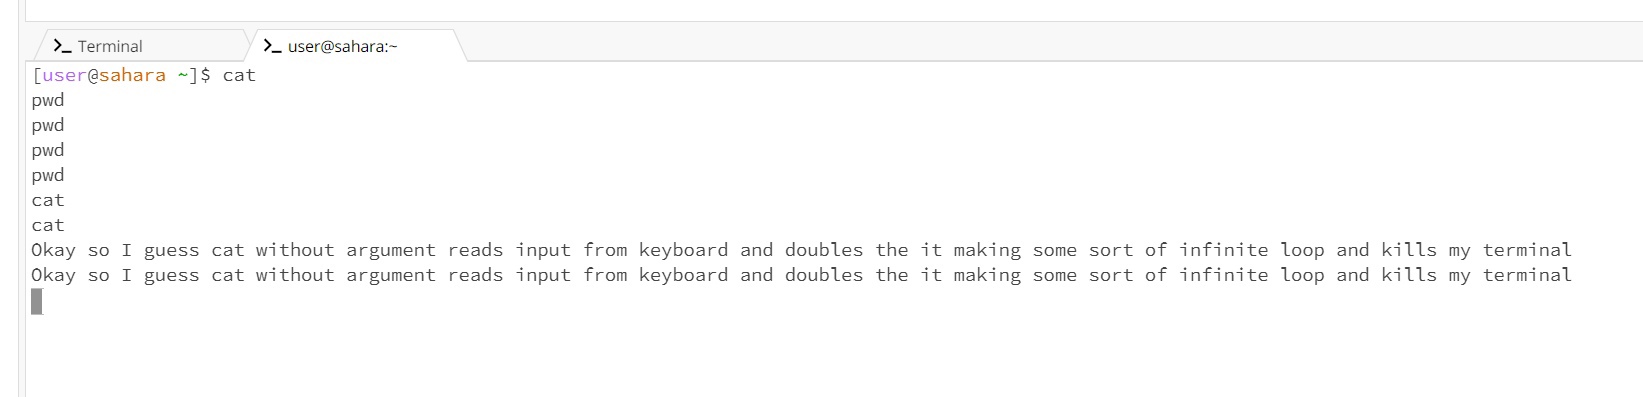 Terminal
user@sahara:~
[user@sahara ~]$ cat
pwd
pwd
pwd
pwd
cat
cat
Okay so I guess cat without argument reads input from keyboard and doubles the it making some sort of infinite loop and kills my terminal
Okay so I guess cat without argument reads input from keyboard and doubles the it making some sort of infinite loop and kills my terminal